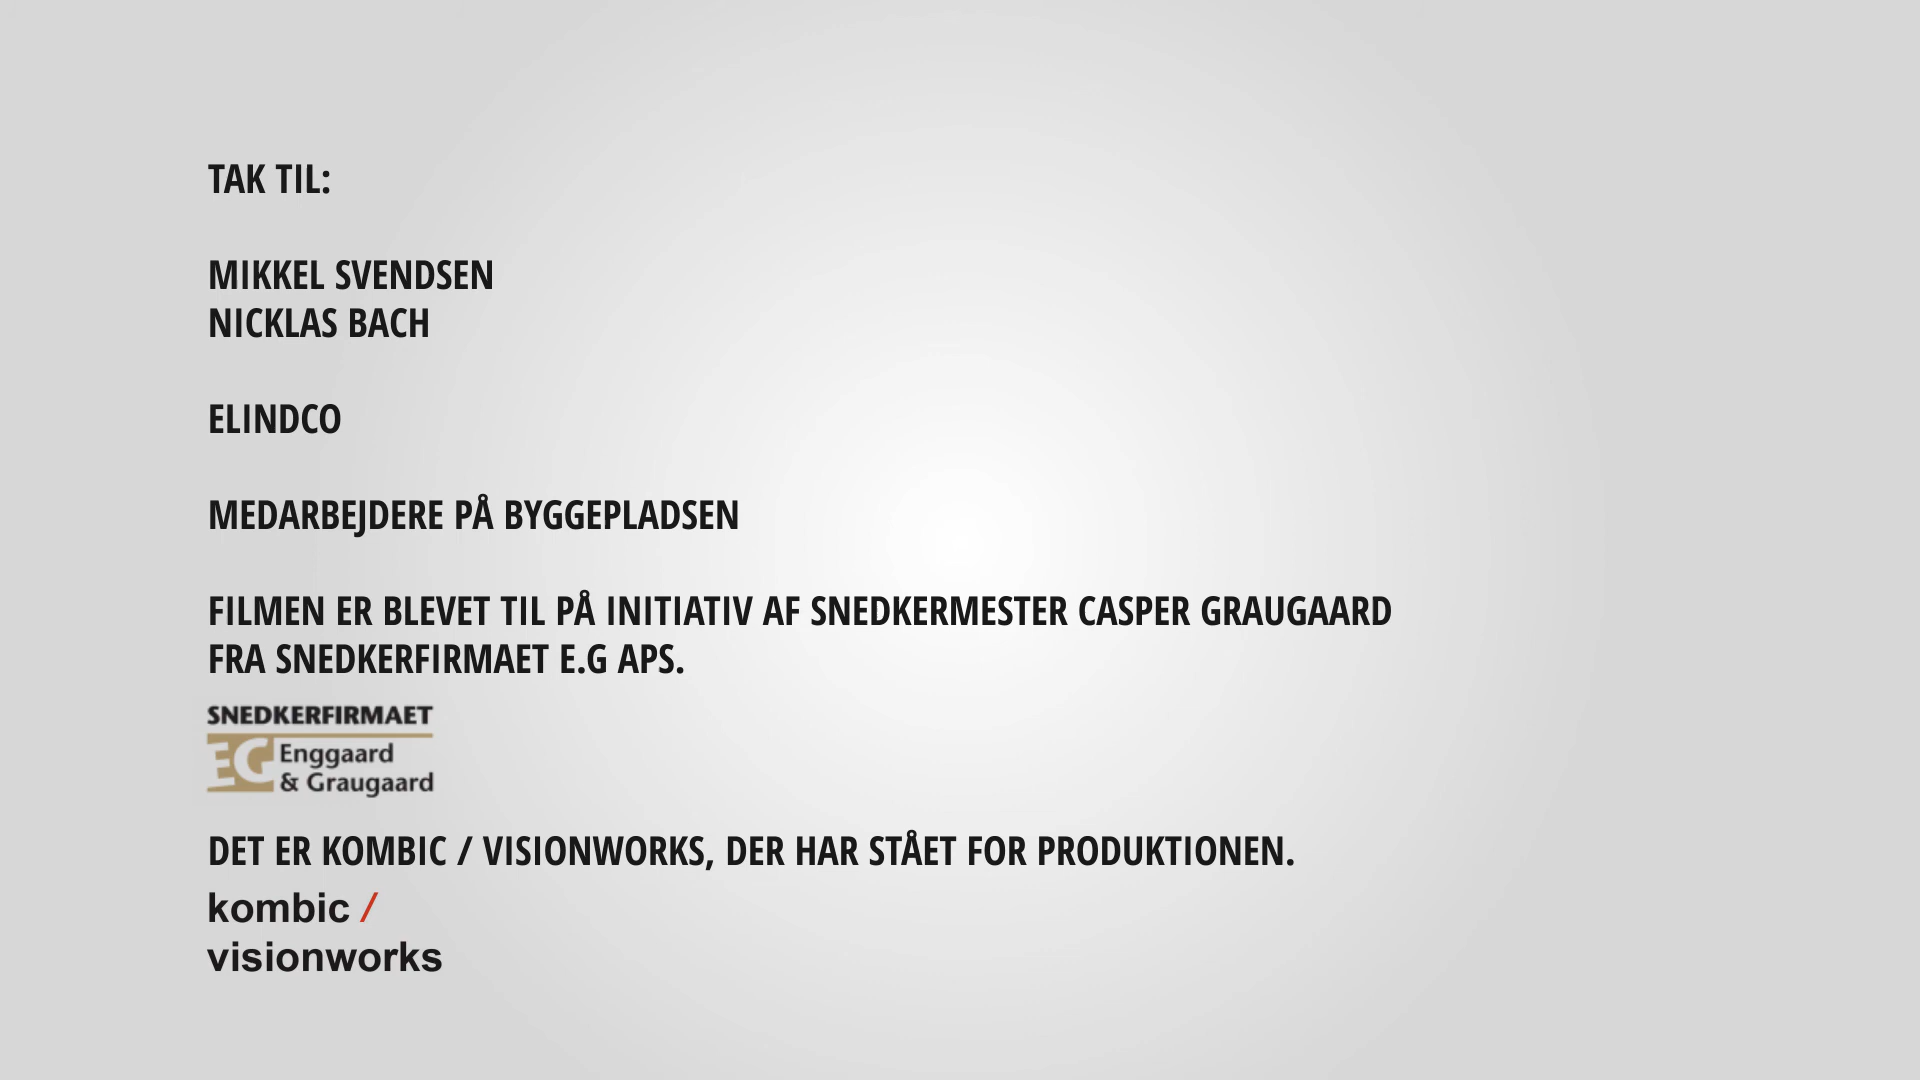 TAK TIL:
MIKKEL SVENDSEN
NICKLAS BACH
ELINDCO
MEDARBEJDERE PÅ BYGGEPLADSEN
FILMEN ER BLEVET TIL PÅ INITIATIV AF SNEDKERMESTER CASPER GRAUGAARD
FRA SNEDKERFIRMAET E.G APS.
SNEDKERFIRMAET
EG Enggaard
& Graugaard
DET ER KOMBIC / VISIONWORKS, DER HAR STÅET FOR PRODUKTIONEN.
kombic /
visionworks